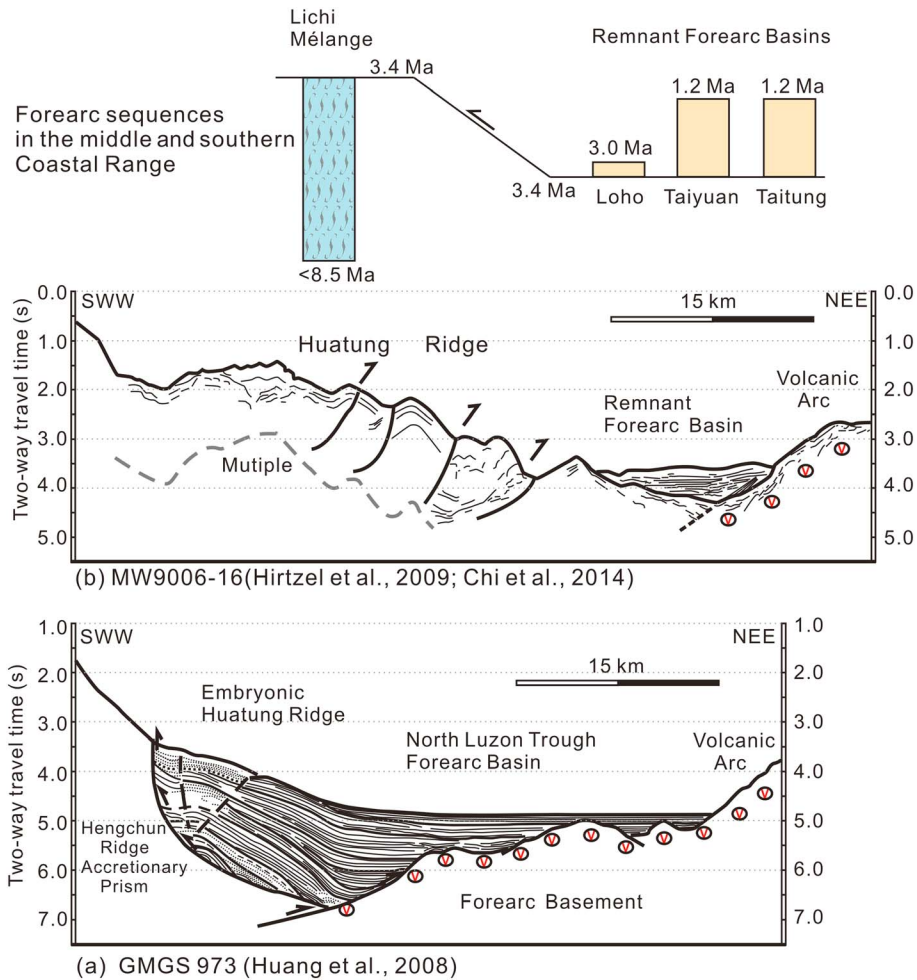 Lichi
Mélange
Remnant Forearc Basins
3.4 Ma
1.2 Ma
1.2 Ma
Forearc sequences
in the middle and southern
Coastal Range
3.0 Ma
3.4 Ma
Loho
Taiyuan
Taitung
<8.5 Ma
Two-way travel time (s)
0.0
1.0
2.0
3.0
4.0
5.0
SWW
NEE
15 km
Huatung Ridge
Volcanic
Arc
Remnant
Forearc Basin
Mutiple
V
V
V
V
0.0
1.0
2.0
3.0
4.0
5.0
(b) MW9006-16(Hirtzel et al., 2009; Chi et al., 2014)
Two-way travel time (s)
1.0
2.0
3.0
4.0
5.0
6.0
7.0
SWW
NEE
15 km
Embryonic
Huatung Ridge
North Luzon Trough
Forearc Basin
Volcanic
Arc
Hengchun
Ridge
Accretionary
Prism
V
V
V
V
V
V
V
V
V
V
V
V
Forearc Basement
1.0
2.0
3.0
4.0
5.0
6.0
7.0
(a) GMGS 973 (Huang et al., 2008)